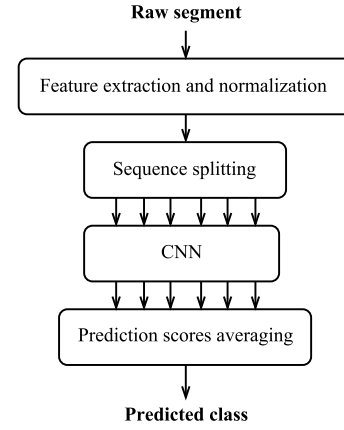 Raw segment
Feature extraction and normalization
Sequence splitting
CNN
Prediction scores averaging
Predicted class